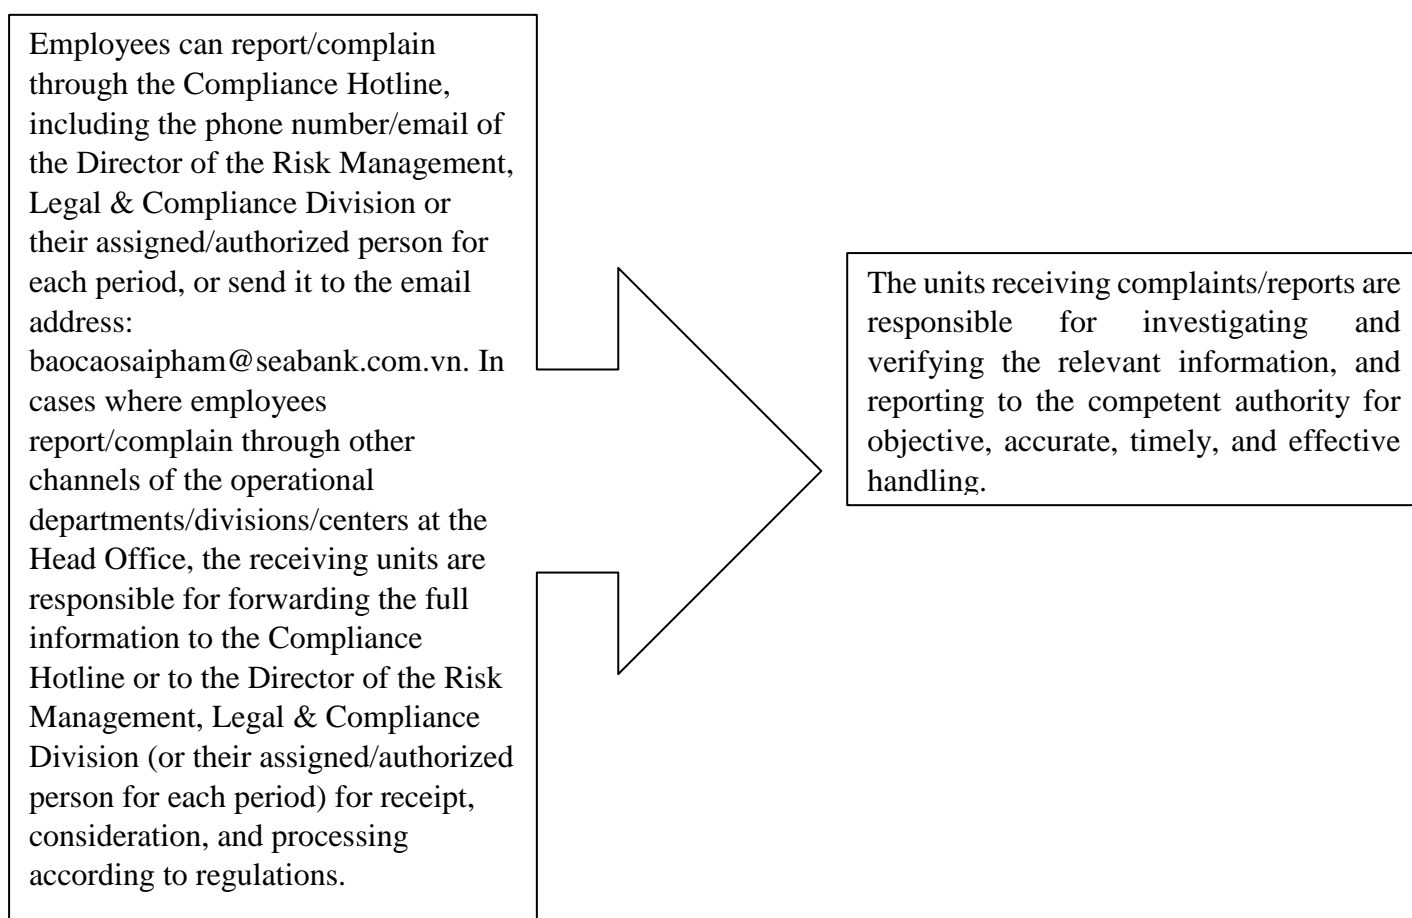 Employees can report/complain
through the Compliance Hotline,
including the phone number/email of
the Director of the Risk Management,
Legal & Compliance Division or
their assigned/authorized person for
each period, or send it to the email
address:
baocaosaipham@seabank.com.vn. In
cases where employees
report/complain through other
channels of the operational
departments/divisions/centers at the
Head Office, the receiving units are
responsible for forwarding the full
information to the Compliance
Hotline or to the Director of the Risk
Management, Legal & Compliance
Division (or their assigned/authorized
person for each period) for receipt,
consideration, and processing
according to regulations.
The units receiving complaints/reports are
responsible for investigating and
verifying the relevant information, and
reporting to the competent authority for
objective, accurate, timely, and effective
handling.